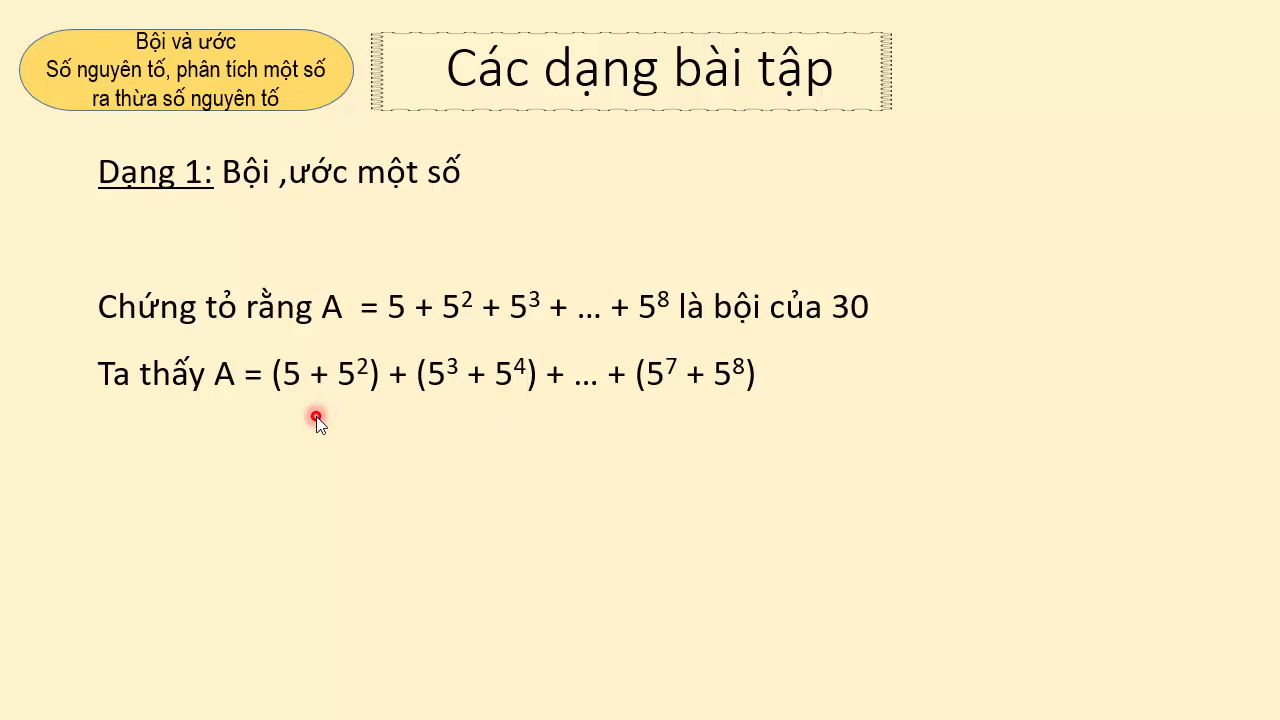 Bội và ước
Số nguyên tố, phân tích một số
ra thừa số nguyên tố
Các dạng bài tập
Dạng 1: Bội ,ước một số
Chứng tỏ rằng A = 5 + 5² + 5³ + ... + 5⁸ là bội của 30
Ta thấy A = (5 + 5²) + (5³ + 5⁴) + ... + (5⁷ + 5⁸)